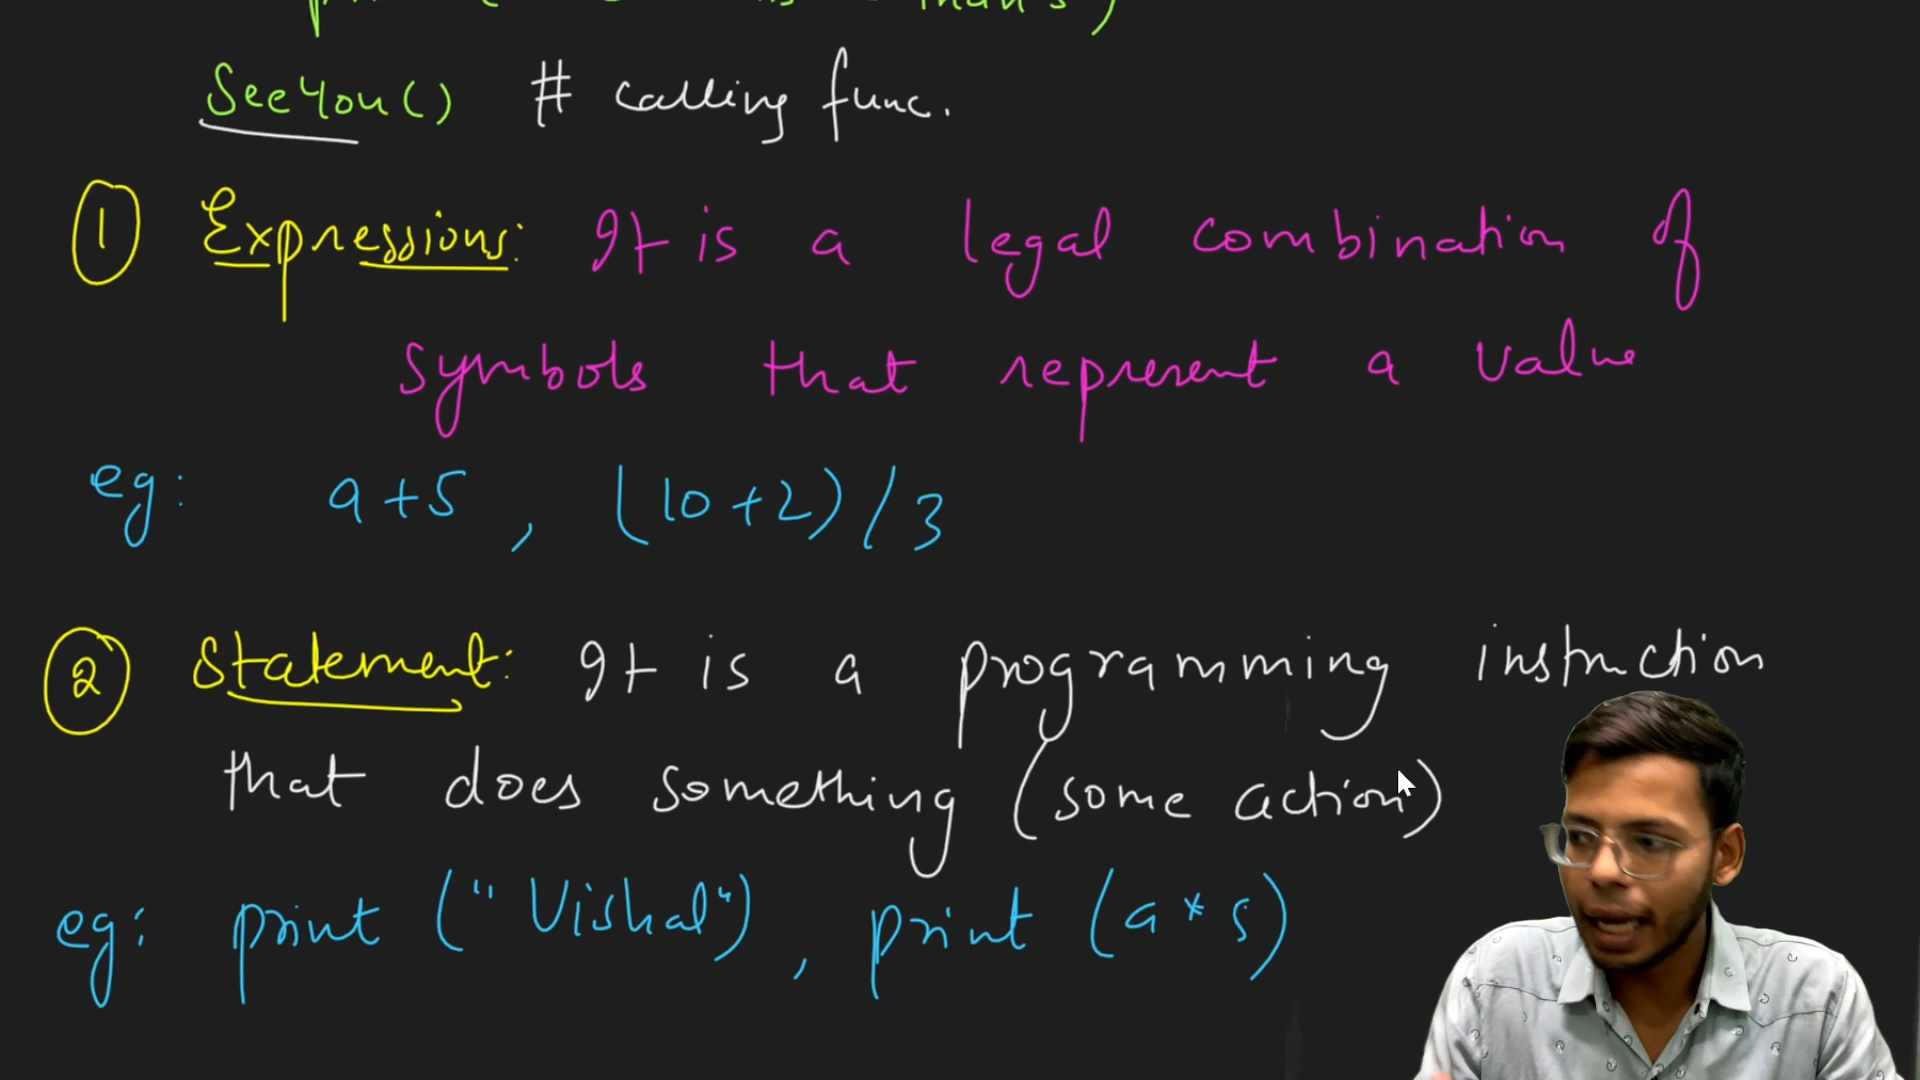 SeeYou() # calling func.
① Expressions: It is a legal combination of
symbols that represent a value
eg: a+5, (10+2)/3
② Statement: It is a programming instruction
that does something (some action)
eg: print ("Vishal"), print (a*5)